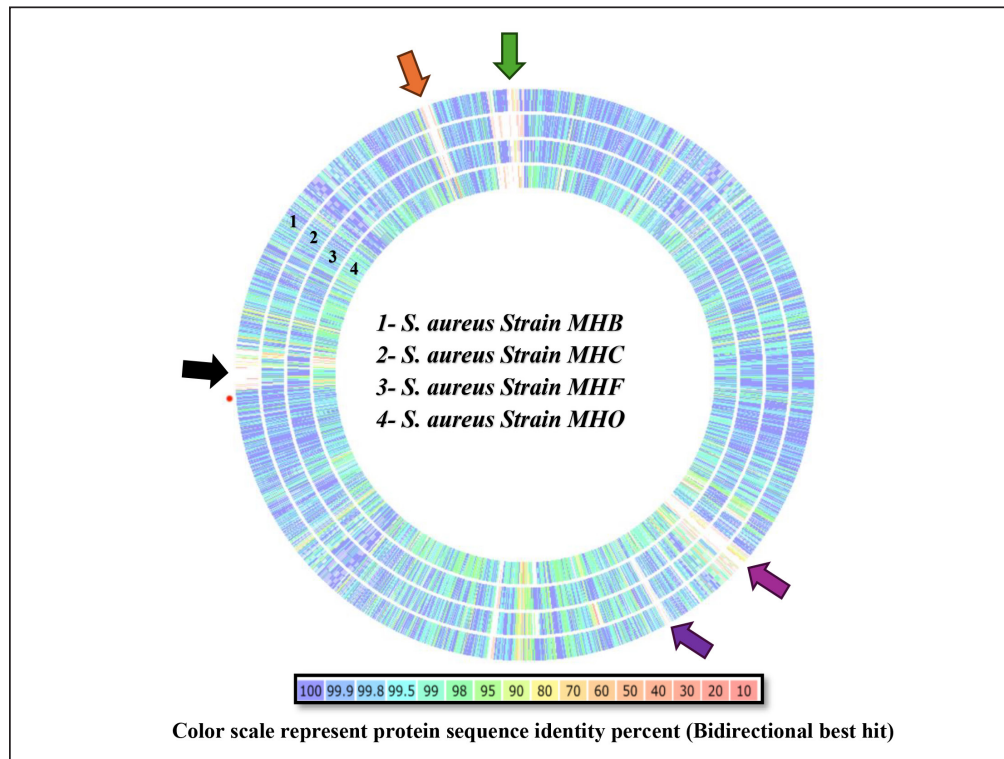 1
2
3
4
1- S. aureus Strain MHB
2- S. aureus Strain MHC
3- S. aureus Strain MHF
4- S. aureus Strain MHO
100 99.9 99.8 99.5 99 98 95 90 80 70 60 50 40 30 20 10
Color scale represent protein sequence identity percent (Bidirectional best hit)